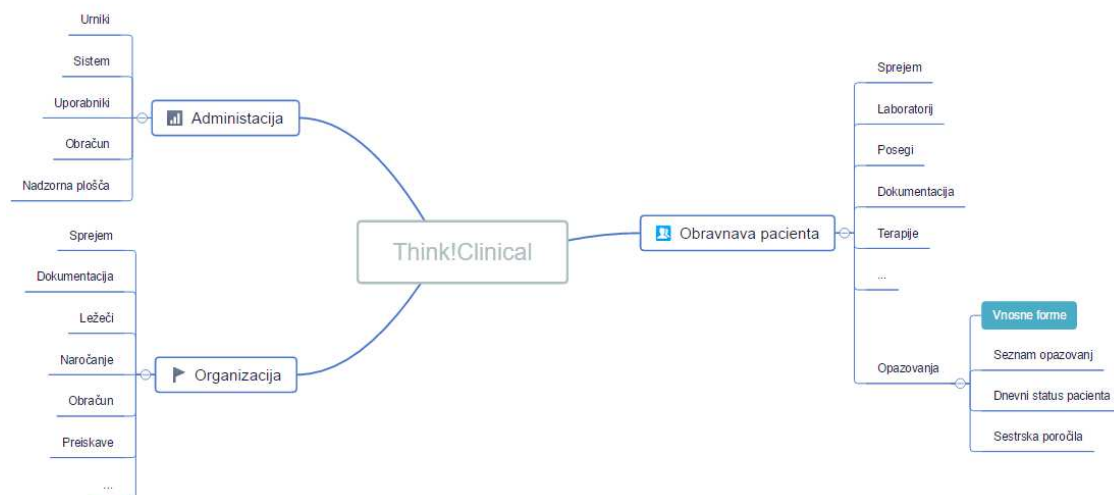 Urniki
Sistem
Uporabniki
Obračun
Nadzorna plošča
Administacija
Sprejem
Dokumentacija
Ležeči
Naročanje
Obračun
Preiskave
...
Organizacija
Think!Clinical
Obravnava pacienta
Sprejem
Laboratorij
Posegi
Dokumentacija
Terapije
...
Opazovanja
Vnosne forme
Seznam opazovanj
Dnevni status pacienta
Sestrska poročila